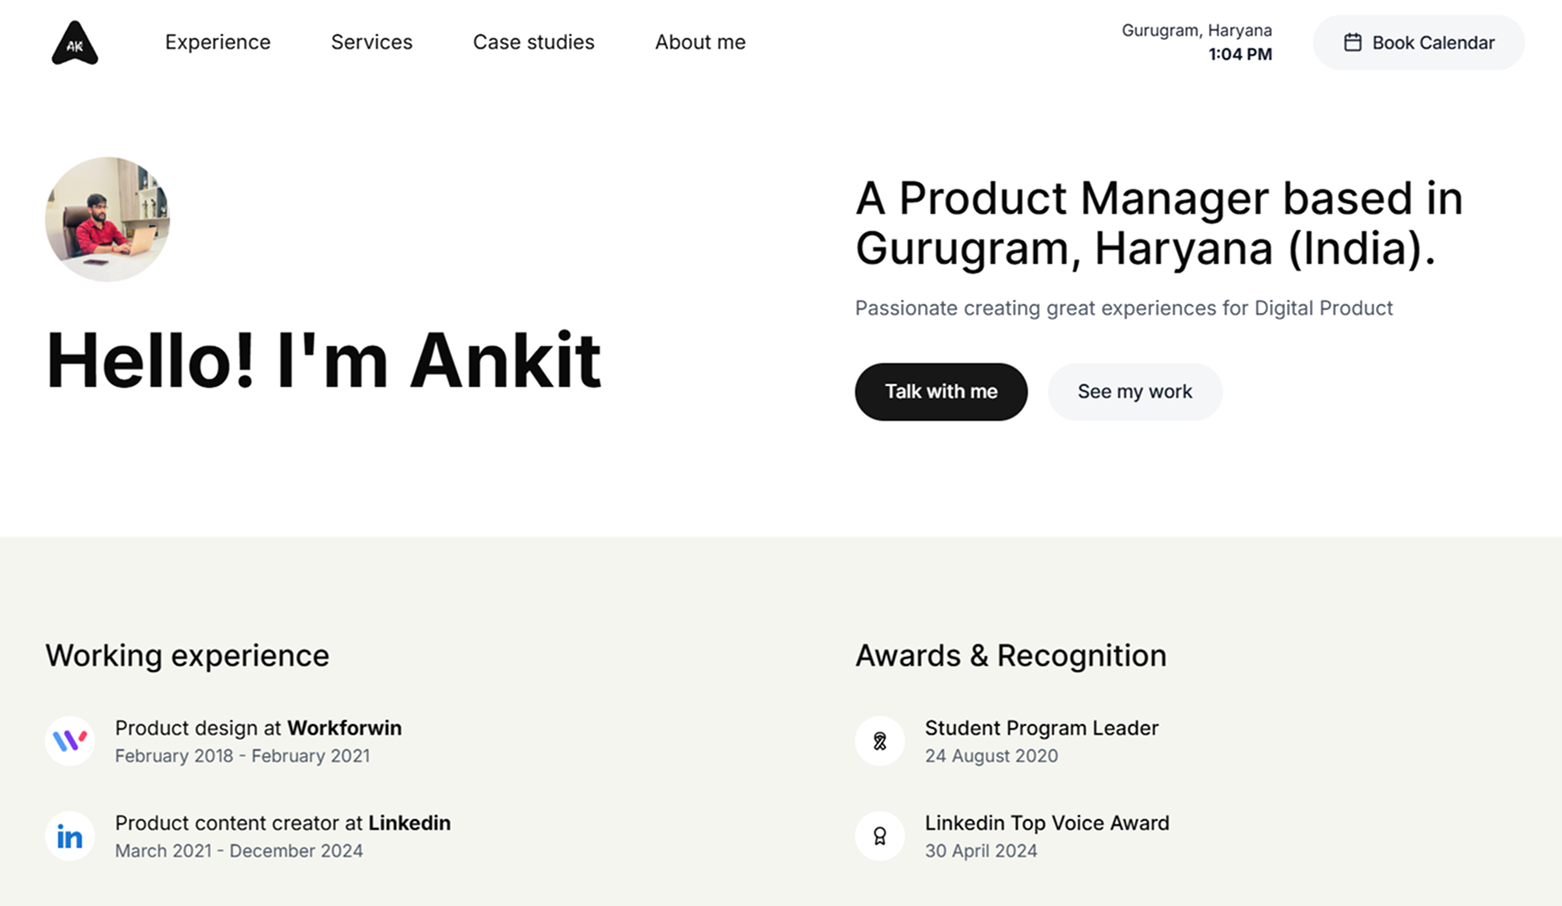 AK
Experience
Services
Case studies
About me
Gurugram, Haryana
1:04 PM
Book Calendar
Hello! I'm Ankit
A Product Manager based in
Gurugram, Haryana (India).
Passionate creating great experiences for Digital Product
Talk with me
See my work
Working experience
Product design at Workforwin
February 2018 - February 2021
in
Product content creator at Linkedin
March 2021 - December 2024
Awards & Recognition
Student Program Leader
24 August 2020
Linkedin Top Voice Award
30 April 2024